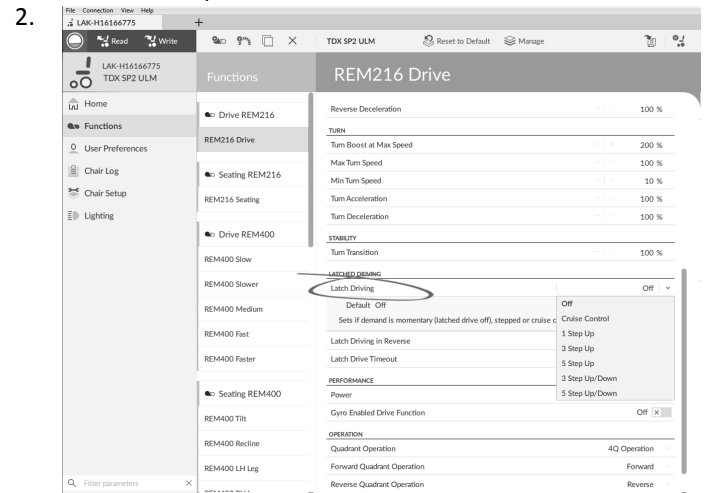 2.
File Connection View Help
LAK-H16166775 +
Read Write TDX SP2 ULM Reset to Default Manage
LAK-H16166775
TDX SP2 ULM
Functions
REM216 Drive
Home
Functions
User Preferences
Chair Log
Chair Setup
Lighting
Filter parameters
Drive REM216
REM216 Drive
Seating REM216
REM216 Seating
Drive REM400
REM400 Slow
REM400 Slower
REM400 Medium
REM400 Fast
REM400 Faster
Seating REM400
REM400 Tilt
REM400 Recline
REM400 LH Leg
Reverse Deceleration 100 %
TURN
Turn Boost at Max Speed 200 %
Max Turn Speed 100 %
Min Turn Speed 10 %
Turn Acceleration 100 %
Turn Deceleration 100 %
STABILITY
Turn Transition 100 %
LATCHED DRIVING
Latch Driving Off
Default Off
Sets if demand is momentary (latched drive off), stepped or cruise c
Latch Driving in Reverse
Latch Drive Timeout
Off
Cruise Control
1 Step Up
3 Step Up
5 Step Up
3 Step Up/Down
5 Step Up/Down
PERFORMANCE
Power
Gyro Enabled Drive Function Off
OPERATION
Quadrant Operation 4Q Operation
Forward Quadrant Operation Forward
Reverse Quadrant Operation Reverse